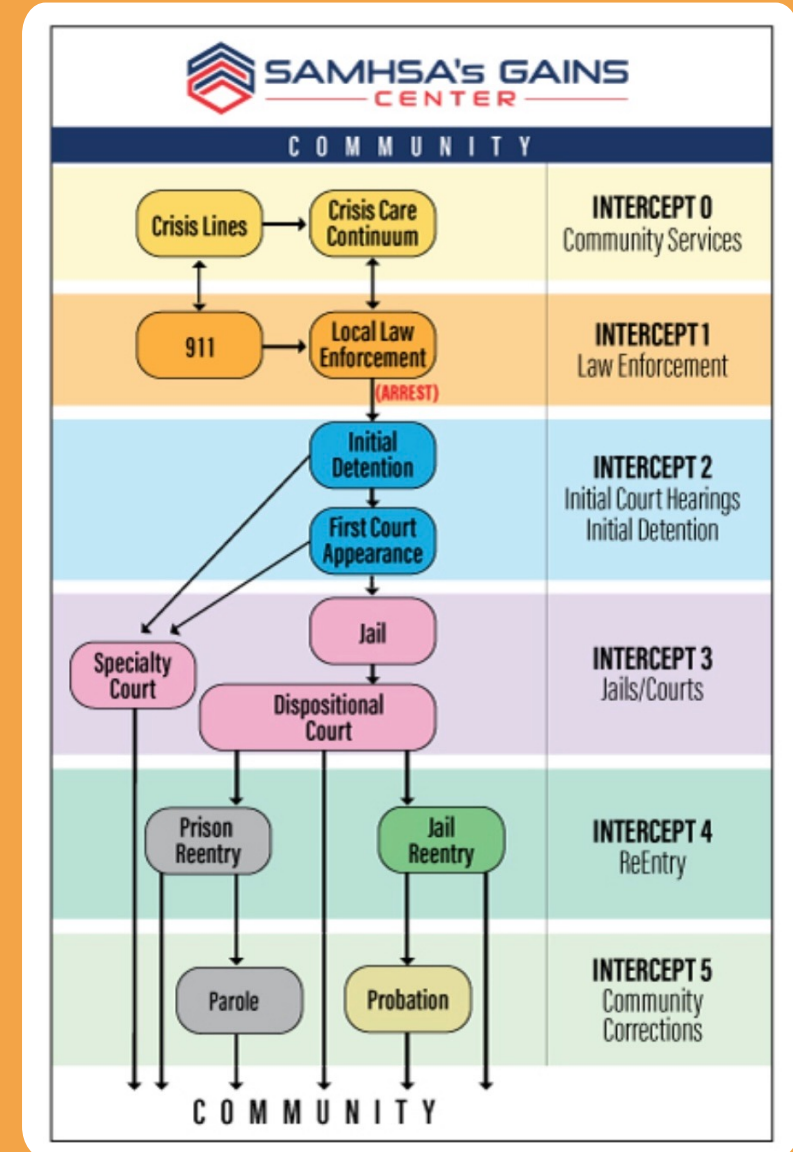 SAMHSA's GAINS
CENTER
COMMUNITY
Crisis Lines
Crisis Care
Continuum
INTERCEPT 0
Community Services
911
Local Law
Enforcement
INTERCEPT 1
Law Enforcement
(ARREST)
Initial
Detention
First Court
Appearance
INTERCEPT 2
Initial Court Hearings
Initial Detention
Jail
Specialty
Court
Dispositional
Court
INTERCEPT 3
Jails/Courts
Prison
Reentry
Jail
Reentry
INTERCEPT 4
ReEntry
Parole
Probation
INTERCEPT 5
Community
Corrections
COMMUNITY